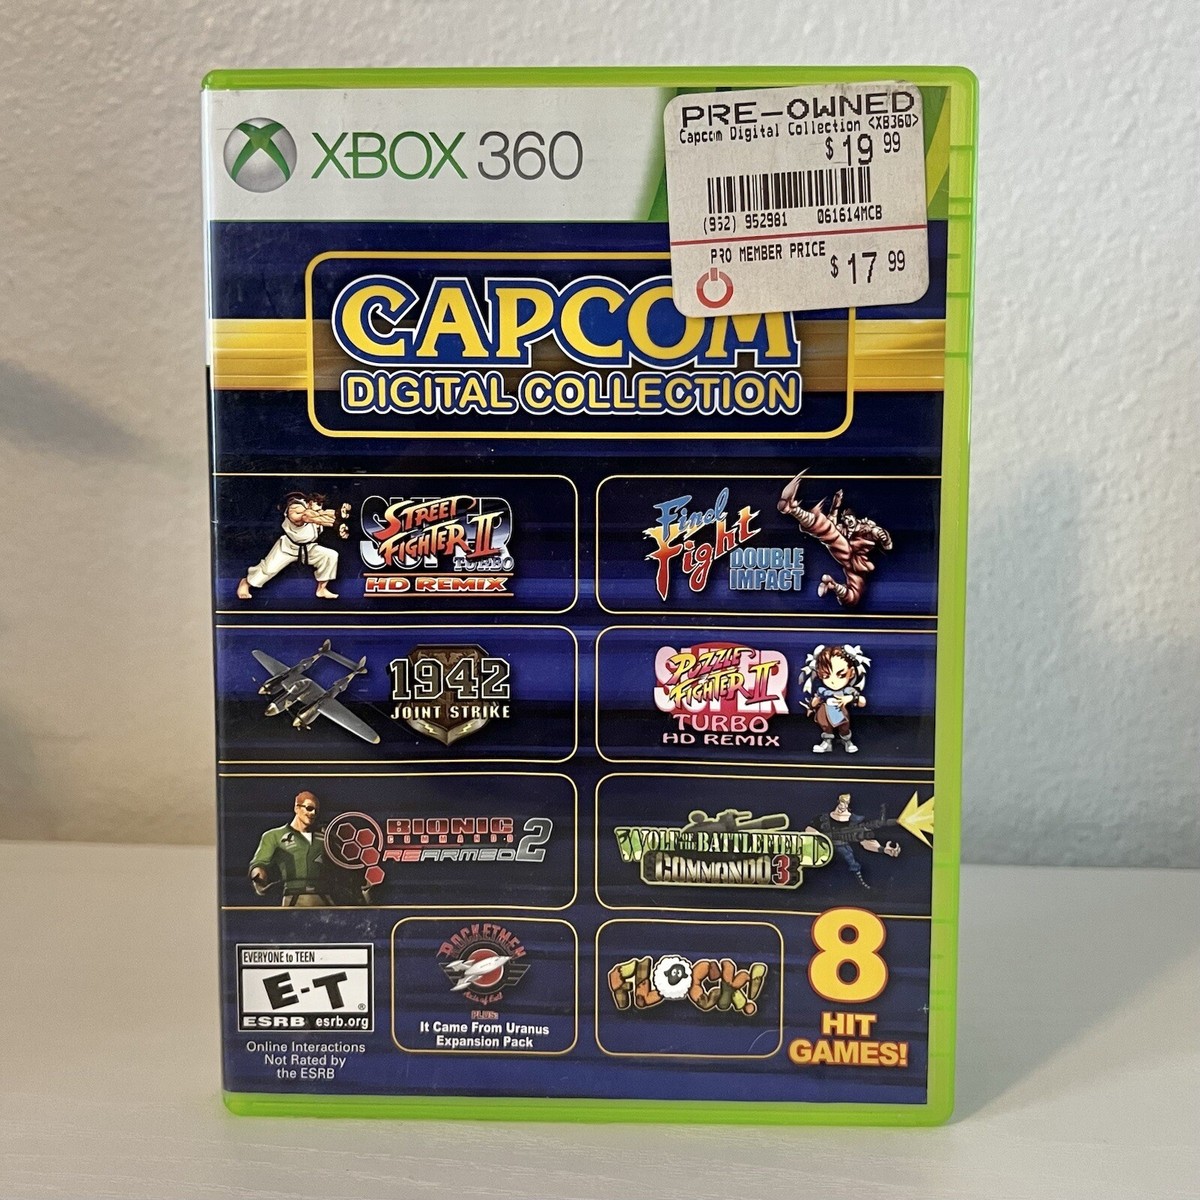 XBOX 360
PRE-OWNED
Capcom Digital Collection <XB360>
$ 19 99
(952) 952981 061614MCB
PRO MEMBER PRICE
$ 17 99
CAPCOM
DIGITAL COLLECTION
SUPER
STREET
FIGHTER II
TURBO
HD REMIX
Final
Fight
DOUBLE
IMPACT
1942
JOINT STRIKE
SUPER
PUZZLE
FIGHTER II
TURBO
HD REMIX
BIONIC
COMMANDO
REARMED 2
WOLF OF THE BATTLEFIELD
COMMANDO 3
EVERYONE to TEEN
E-T
ESRB esrb.org
Online Interactions
Not Rated by
the ESRB
ROCKETMEN
Axis of Evil
PLUS:
It Came From Uranus
Expansion Pack
FLOCK!
8
HIT
GAMES!